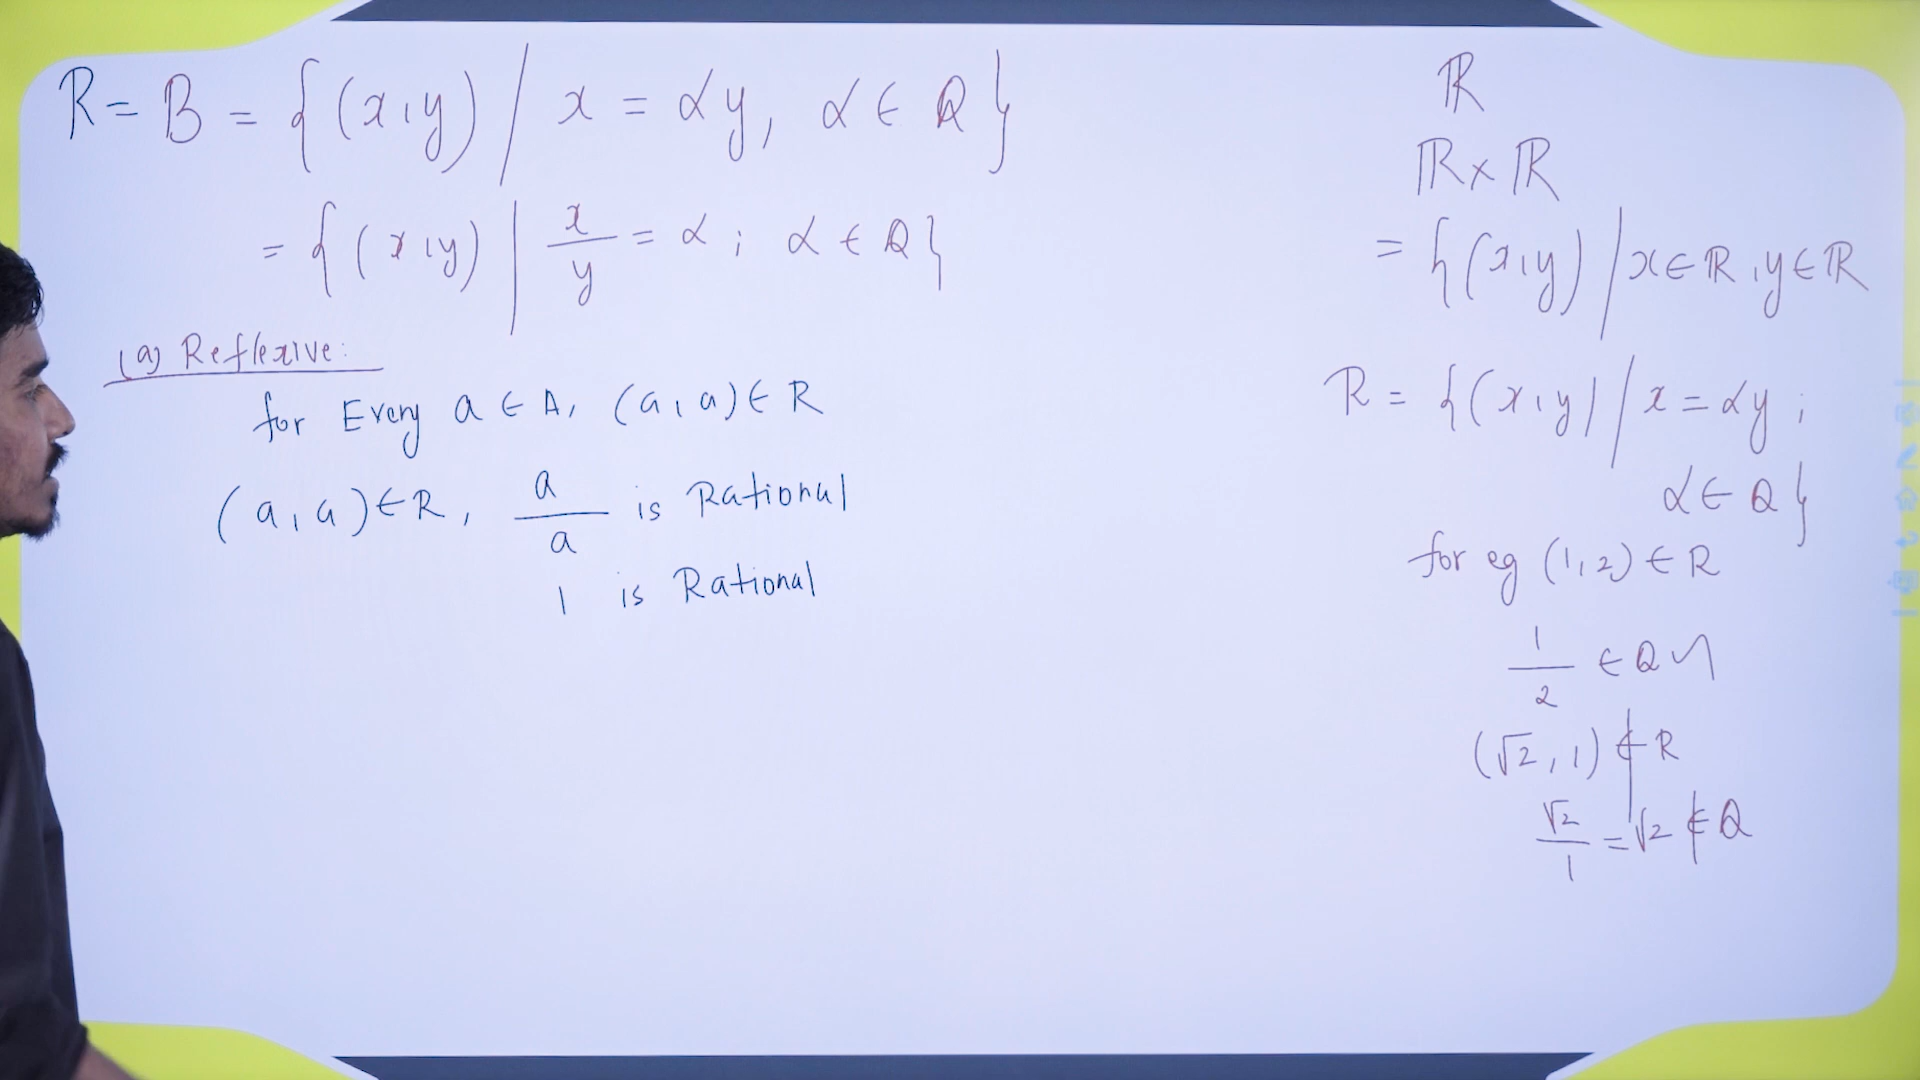 R = B = {(x,y) / x = αy, α ∈ Q}
= {(x,y) | x/y = α ; α ∈ Q}
(a) Reflexive:
for Every a ∈ A, (a,a) ∈ R
(a,a) ∈ R, a/a is Rational
1 is Rational
ℝ
ℝ × ℝ
= {(x,y) / x ∈ ℝ, y ∈ ℝ
R = {(x,y) / x = αy ;
α ∈ Q}
for eg (1,2) ∈ R
1/2 ∈ Q
(√2, 1) ∉ R
√2/1 = √2 ∉ Q